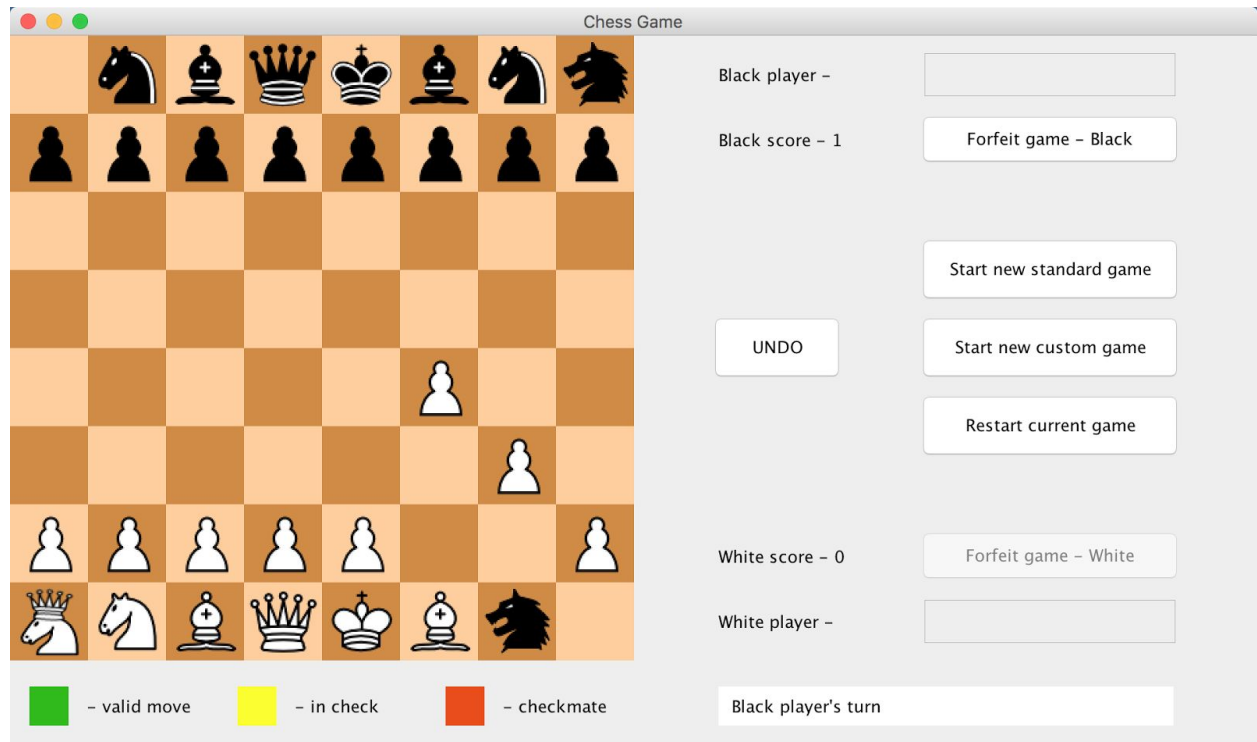 Chess Game
Black player –
Black score – 1
Forfeit game – Black
Start new standard game
UNDO
Start new custom game
Restart current game
White score – 0
Forfeit game – White
White player –
– valid move
– in check
– checkmate
Black player's turn